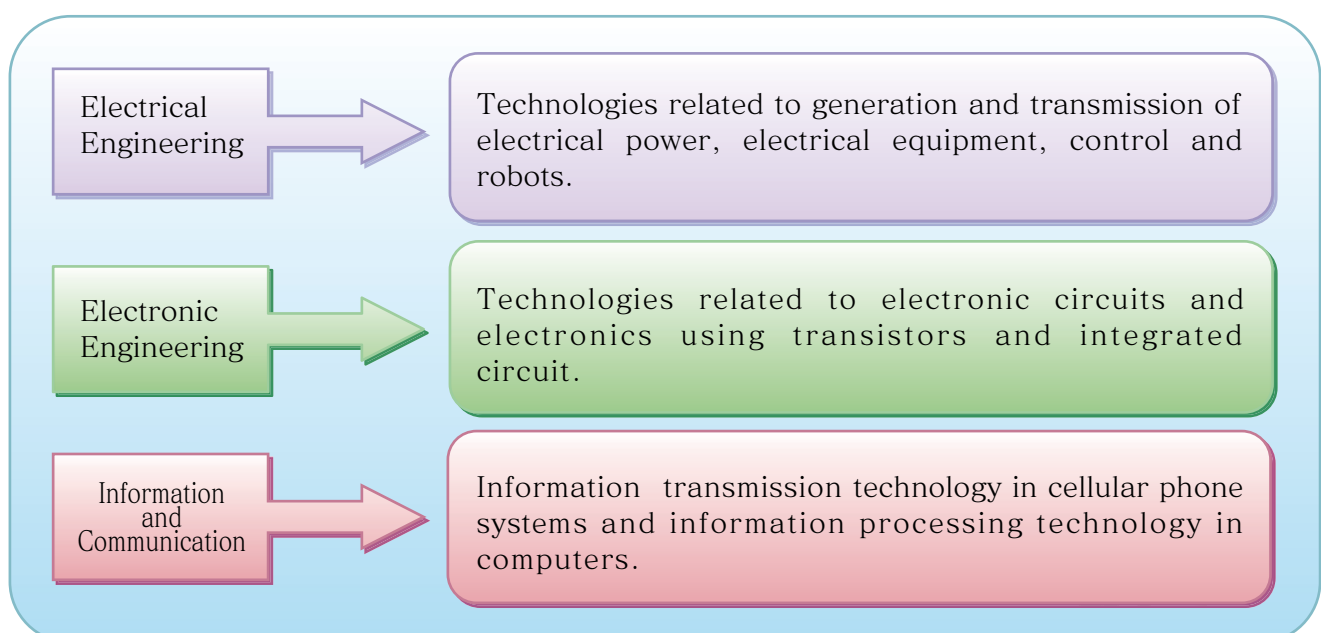 Electrical
Engineering
Technologies related to generation and transmission of
electrical power, electrical equipment, control and
robots.
Electronic
Engineering
Technologies related to electronic circuits and
electronics using transistors and integrated
circuit.
Information
and
Communication
Information transmission technology in cellular phone
systems and information processing technology in
computers.